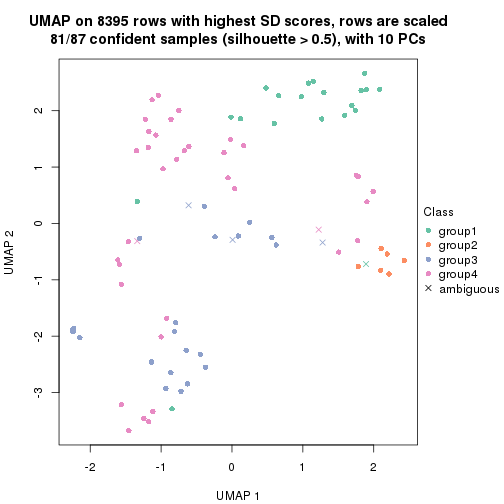 UMAP on 8395 rows with highest SD scores, rows are scaled
81/87 confident samples (silhouette > 0.5), with 10 PCs
2
1
0
-1
-2
-3
UMAP 2
-2
-1
0
1
2
UMAP 1
Class
group1
group2
group3
group4
ambiguous